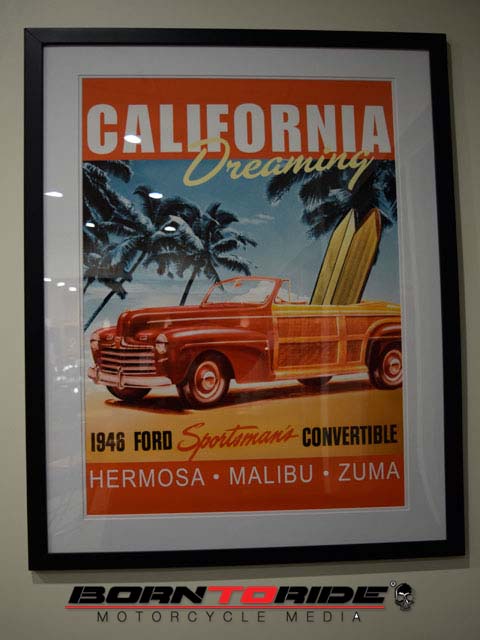 CALIFORNIA
Dreaming
1946 FORD Sportsman's CONVERTIBLE
HERMOSA • MALIBU • ZUMA
BORNTORIDE
MOTORCYCLE MEDIA